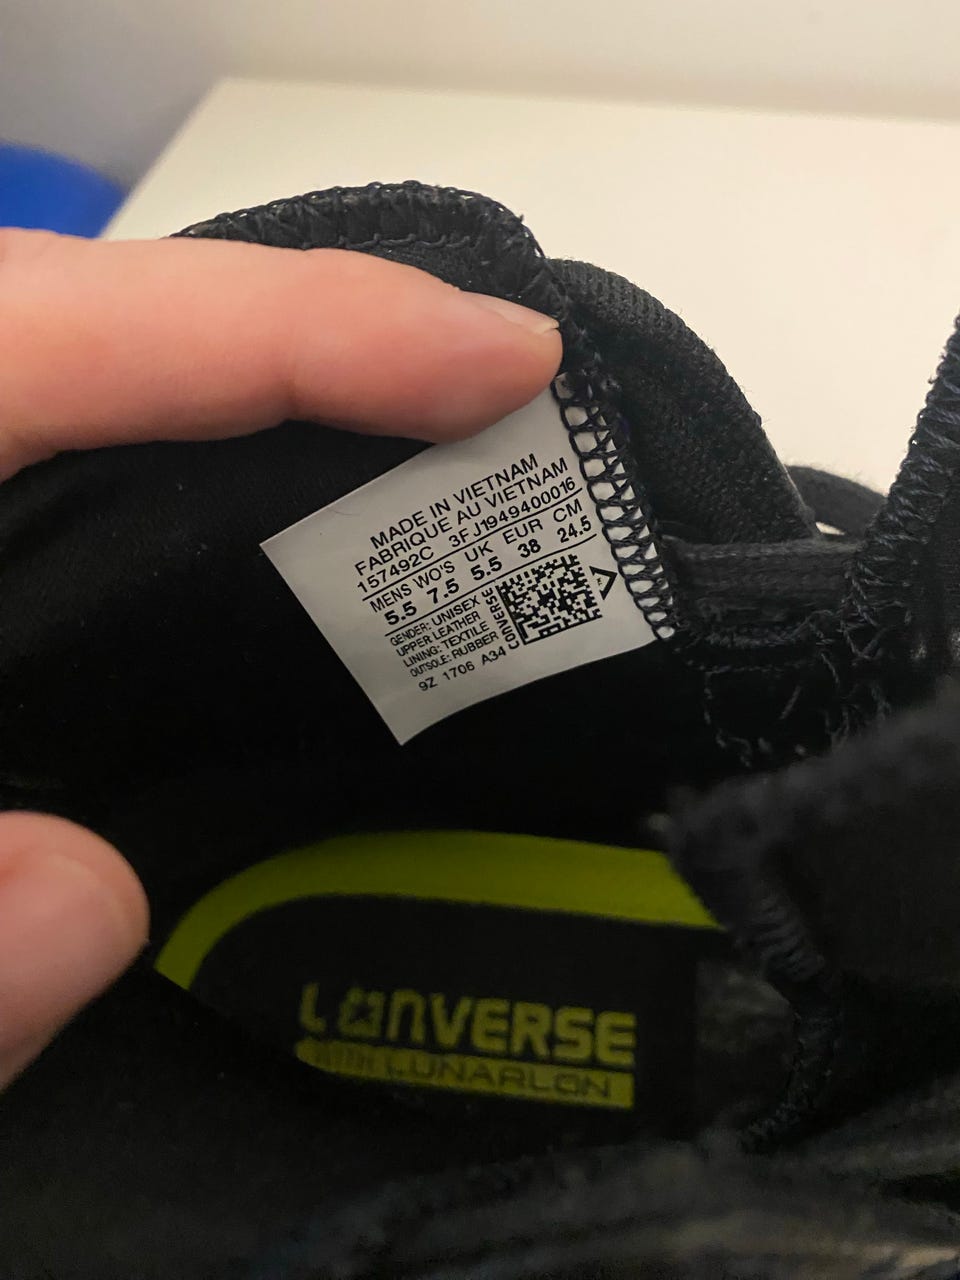 MADE IN VIETNAM
FABRIQUE AU VIETNAM
157492C 3FJ1949400016
MENS WO'S UK EUR CM
5.5 7.5 5.5 38 24.5
GENDER: UNISEX
UPPER LEATHER
LINING: TEXTILE
OUTSOLE: RUBBER
9Z 1706 A34
CONVERSE
CONVERSE
WITH LUNARLON